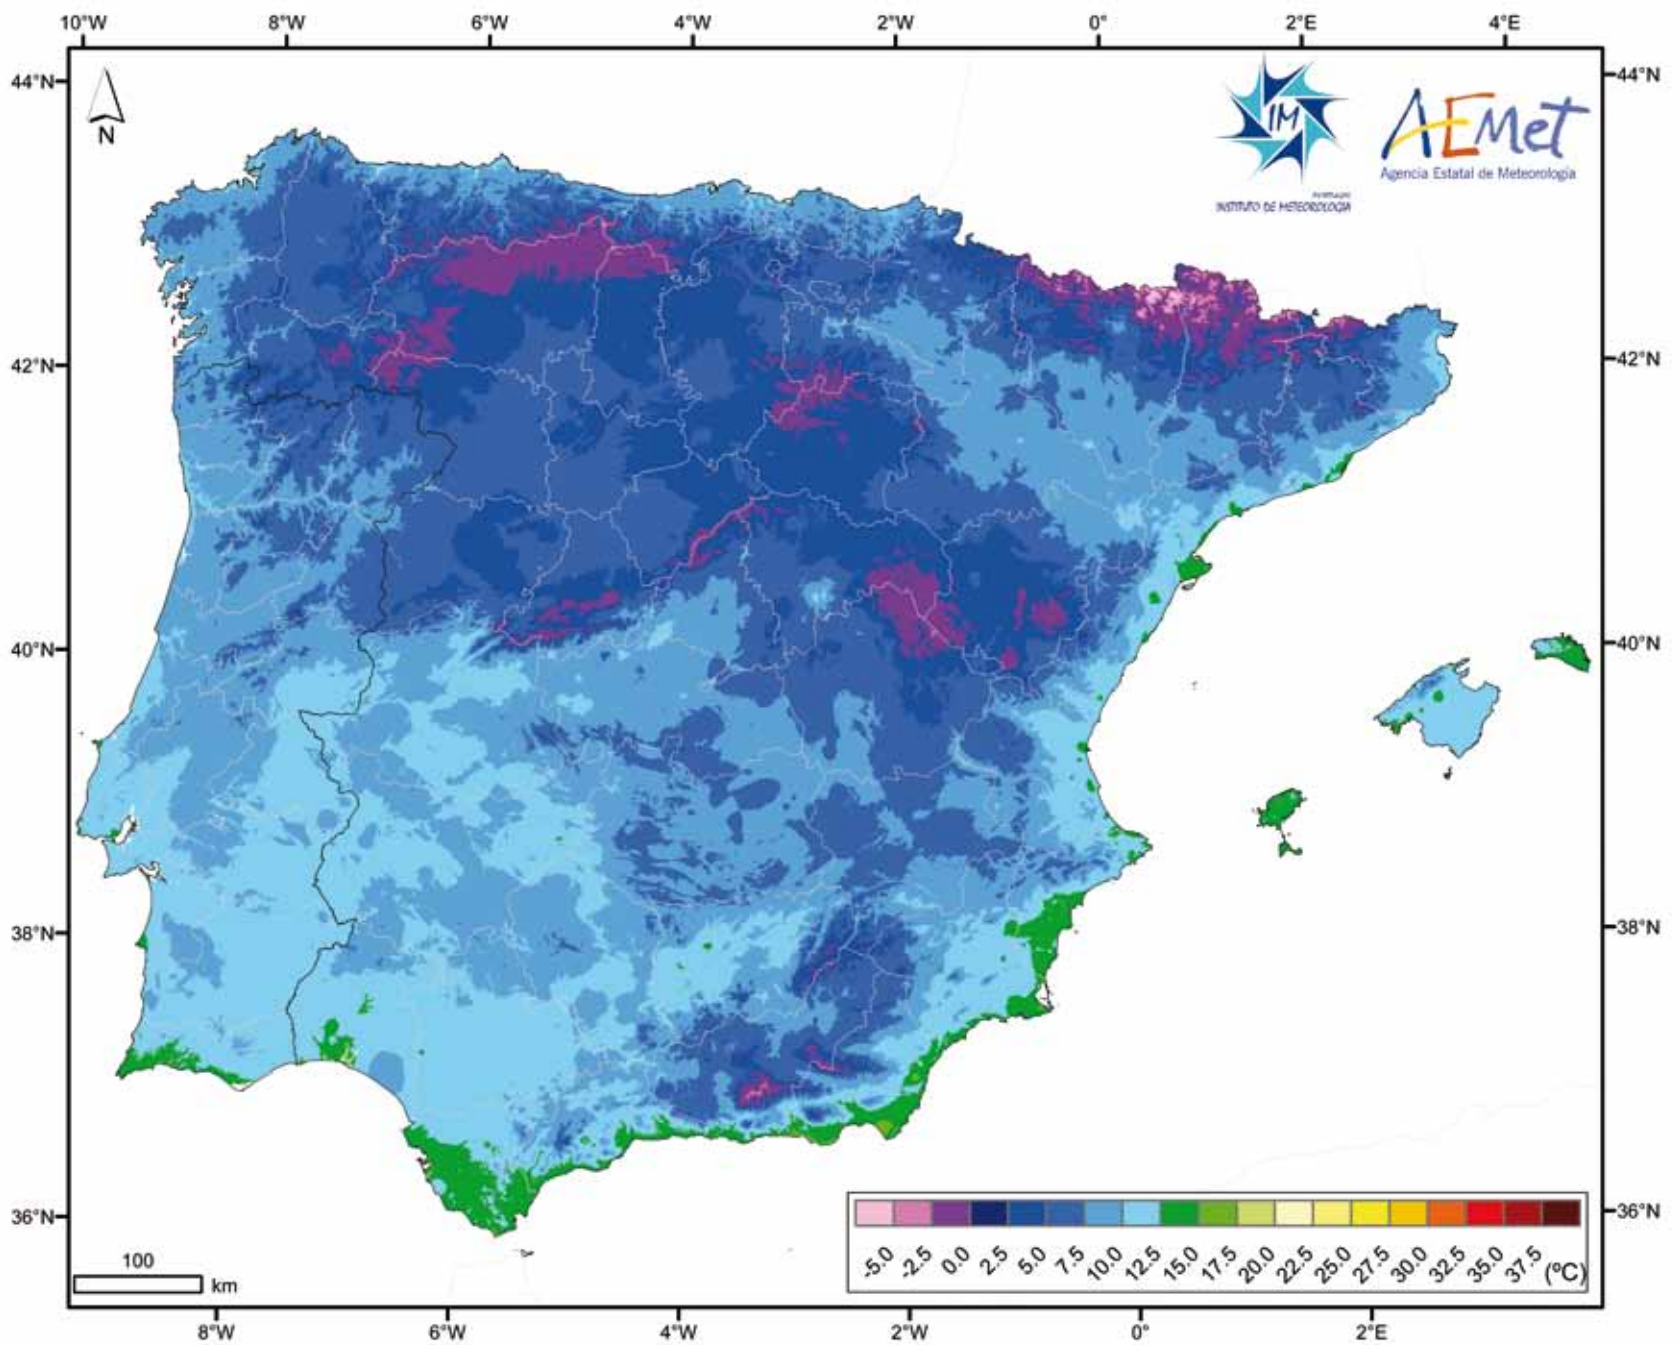 10°W 8°W 6°W 4°W 2°W 0° 2°E 4°E
44°N 44°N
N
IM
AEMet
Agencia Estatal de Meteorología
INSTITUTO DE METEOROLOGIA
42°N 42°N
40°N 40°N
38°N 38°N
36°N 36°N
100
km
-5.0 -2.5 0.0 2.5 5.0 7.5 10.0 12.5 15.0 17.5 20.0 22.5 25.0 27.5 30.0 32.5 35.0 37.5 (ºC)
8°W 6°W 4°W 2°W 0° 2°E